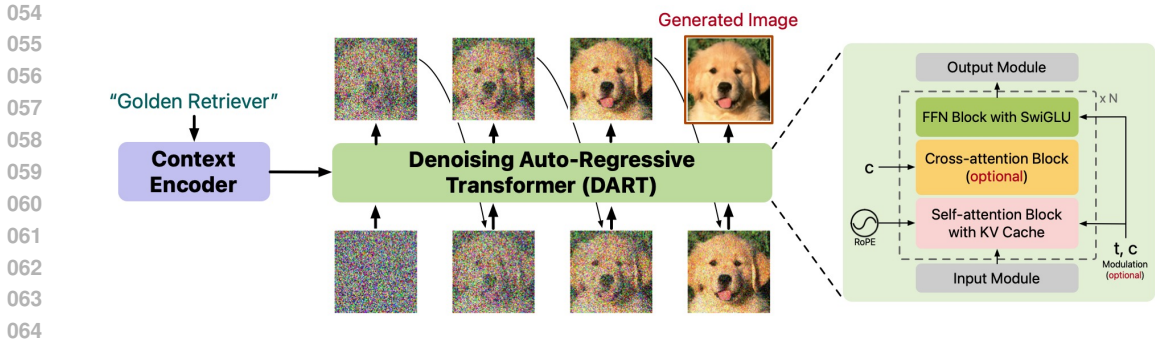 054
055
056
057
058
059
060
061
062
063
064
Generated Image
“Golden Retriever”
Context
Encoder
Denoising Auto-Regressive
Transformer (DART)
Output Module
x N
FFN Block with SwiGLU
Cross-attention Block
(optional)
c
Self-attention Block
with KV Cache
RoPE
t, c
Modulation
(optional)
Input Module